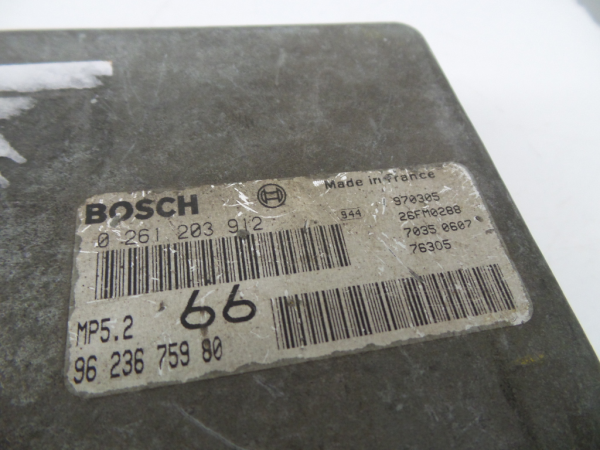 BOSCH
Made in France
0 261 203 912
944
970305
26FM0288
7035 0607
76305
MP5.2
66
96 236 759 80